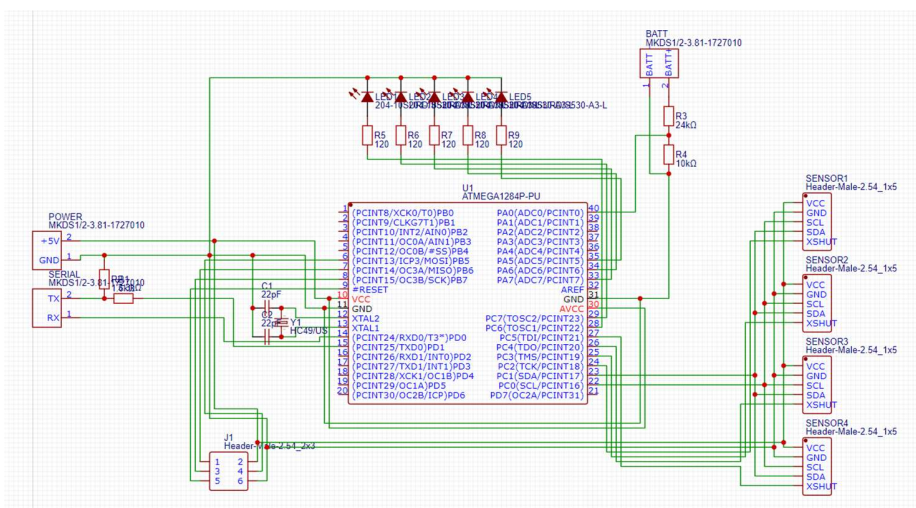 BATT
MKDS1/2-3.81-1727010
BATT-
BATT+
1
2
R3
24kΩ
R4
10kΩ
LED1
LED2
LED3
LED4
LED5
R5
120
R6
120
R7
120
R8
120
R9
120
U1
ATMEGA1284P-PU
1 (PCINT8/XCK0/T0)PB0
2 (PCINT9/CLKG7T1)PB1
3 (PCINT10/INT2/AIN0)PB2
4 (PCINT11/OC0A/AIN1)PB3
5 (PCINT12/OC0B/#SS)PB4
6 (PCINT13/ICP3/MOSI)PB5
7 (PCINT14/OC3A/MISO)PB6
8 (PCINT15/OC3B/SCK)PB7
9 #RESET
10 VCC
11 GND
12 XTAL2
13 XTAL1
14 (PCINT24/RXD0/T3")PD0
15 (PCINT25/TXD0)PD1
16 (PCINT26/RXD1/INT0)PD2
17 (PCINT27/TXD1/INT1)PD3
18 (PCINT28/XCK1/OC1B)PD4
19 (PCINT29/OC1A)PD5
20 (PCINT30/OC2B/ICP)PD6
PA0(ADC0/PCINT0) 40
PA1(ADC1/PCINT1) 39
PA2(ADC2/PCINT2) 38
PA3(ADC3/PCINT3) 37
PA4(ADC4/PCINT4) 36
PA5(ADC5/PCINT5) 35
PA6(ADC6/PCINT6) 34
PA7(ADC7/PCINT7) 33
AREF 32
GND 31
AVCC 30
PC7(TOSC2/PCINT23) 29
PC6(TOSC1/PCINT22) 28
PC5(TDI/PCINT21) 27
PC4(TDO/PCINT20) 26
PC3(TMS/PCINT19) 25
PC2(TCK/PCINT18) 24
PC1(SDA/PCINT17) 23
PC0(SCL/PCINT16) 22
PD7(OC2A/PCINT31) 21
POWER
MKDS1/2-3.81-1727010
+5V 2
GND 1
SERIAL
MKDS1/2-3.81-1727010
TX 2
RX 1
C1
22pF
C2
22pF
Y1
HC49/US
J1
Header-Male-2.54_2x3
1 2
3 4
5 6
SENSOR1
Header-Male-2.54_1x5
VCC
GND
SCL
SDA
XSHUT
SENSOR2
Header-Male-2.54_1x5
VCC
GND
SCL
SDA
XSHUT
SENSOR3
Header-Male-2.54_1x5
VCC
GND
SCL
SDA
XSHUT
SENSOR4
Header-Male-2.54_1x5
VCC
GND
SCL
SDA
XSHUT